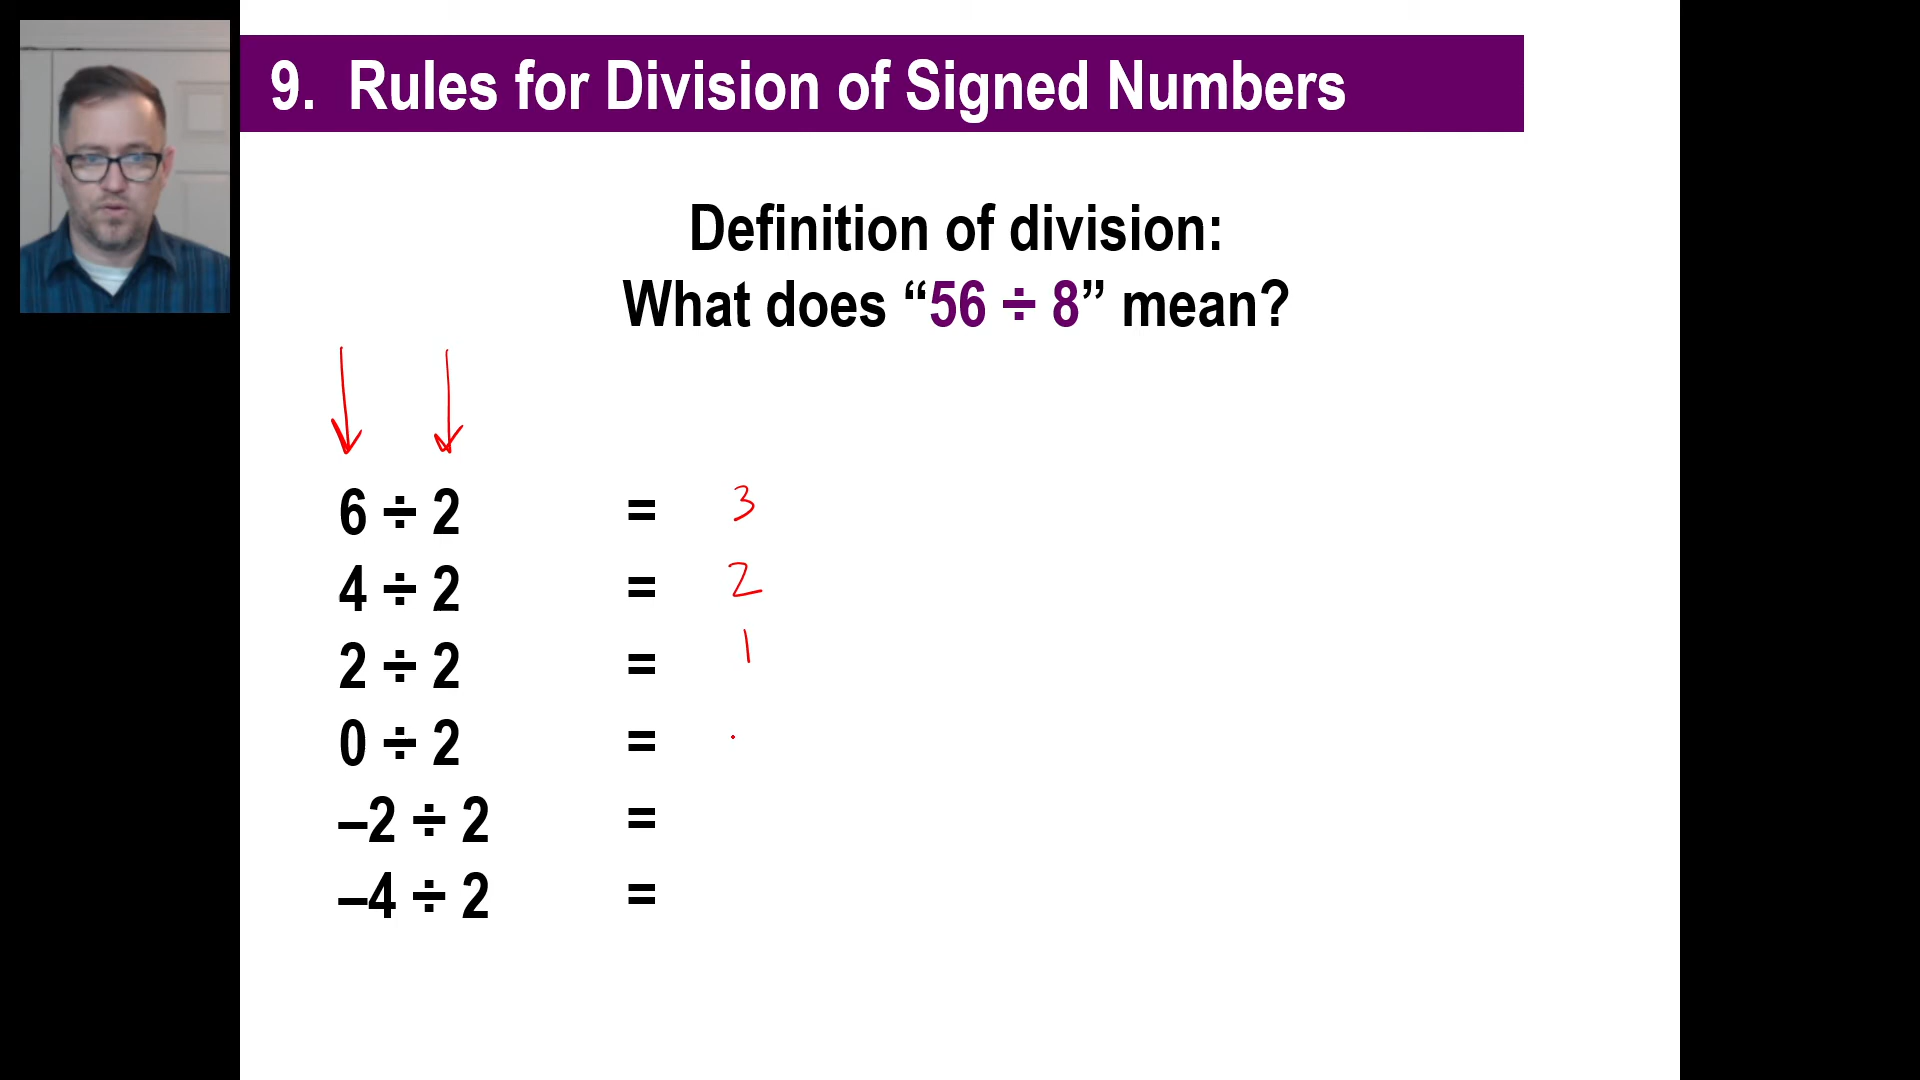 9. Rules for Division of Signed Numbers
Definition of division:
What does “56 ÷ 8” mean?
6 ÷ 2 = 3
4 ÷ 2 = 2
2 ÷ 2 = 1
0 ÷ 2 =
–2 ÷ 2 =
–4 ÷ 2 =